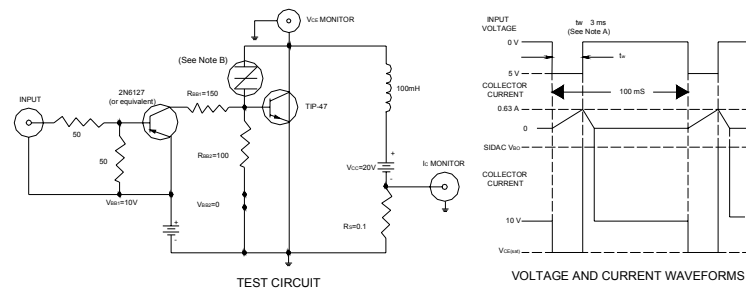 VCE MONITOR
(See Note B)
100mH
2N6127
(or equivalent)
RBB1=150
TIP-47
INPUT
50
50
RBB2=100
VCC=20V
+
-
IC MONITOR
VBB1=10V
VBB2=0
+
-
RS=0.1
TEST CIRCUIT
INPUT
VOLTAGE
tw 3 ms
(See Note A)
0 V
tw
5 V
COLLECTOR
CURRENT
100 mS
0.63 A
0
SIDAC VBO
COLLECTOR
CURRENT
10 V
VCE(sat)
VOLTAGE AND CURRENT WAVEFORMS